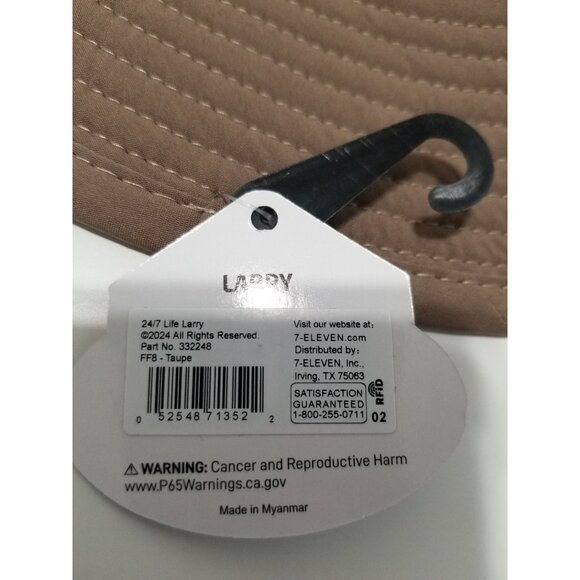 LARRY
24/7 Life Larry
©2024 All Rights Reserved.
Part No. 332248
FF8 - Taupe
0 52548 71352 2
Visit our website at:
7-ELEVEN.com
Distributed by:
7-ELEVEN, Inc.,
Irving, TX 75063
SATISFACTION
GUARANTEED
1-800-255-0711
RFiD
02
⚠ WARNING: Cancer and Reproductive Harm
www.P65Warnings.ca.gov
Made in Myanmar